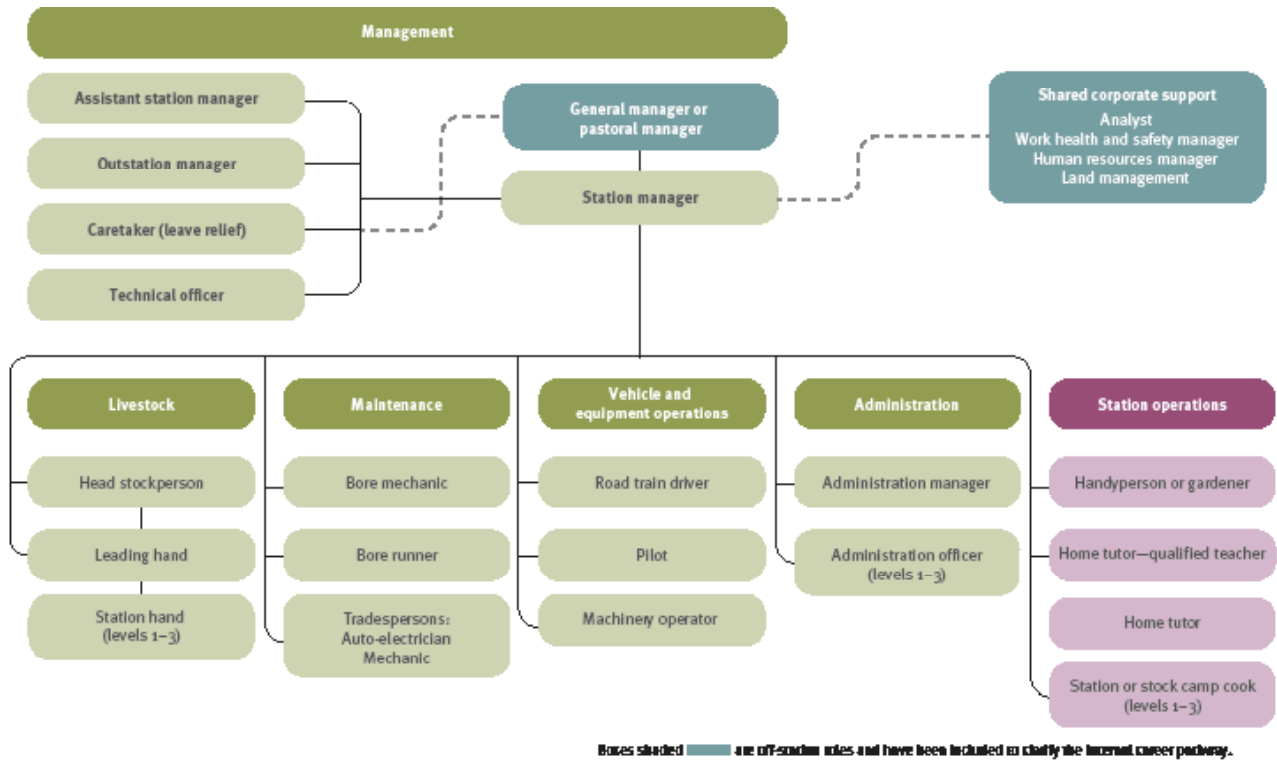 Management
Assistant station manager
Outstation manager
Caretaker (leave relief)
Technical officer
General manager or
pastoral manager
Station manager
Shared corporate support
Analyst
Work health and safety manager
Human resources manager
Land management
Livestock
Head stockperson
Leading hand
Station hand
(levels 1–3)
Maintenance
Bore mechanic
Bore runner
Tradespersons:
Auto-electrician
Mechanic
Vehicle and
equipment operations
Road train driver
Pilot
Machinery operator
Administration
Administration manager
Administration officer
(levels 1–3)
Station operations
Handyperson or gardener
Home tutor—qualified teacher
Home tutor
Station or stock camp cook
(levels 1–3)
Boxes shaded are off-station roles and have been included to clarify the internal career pathway.